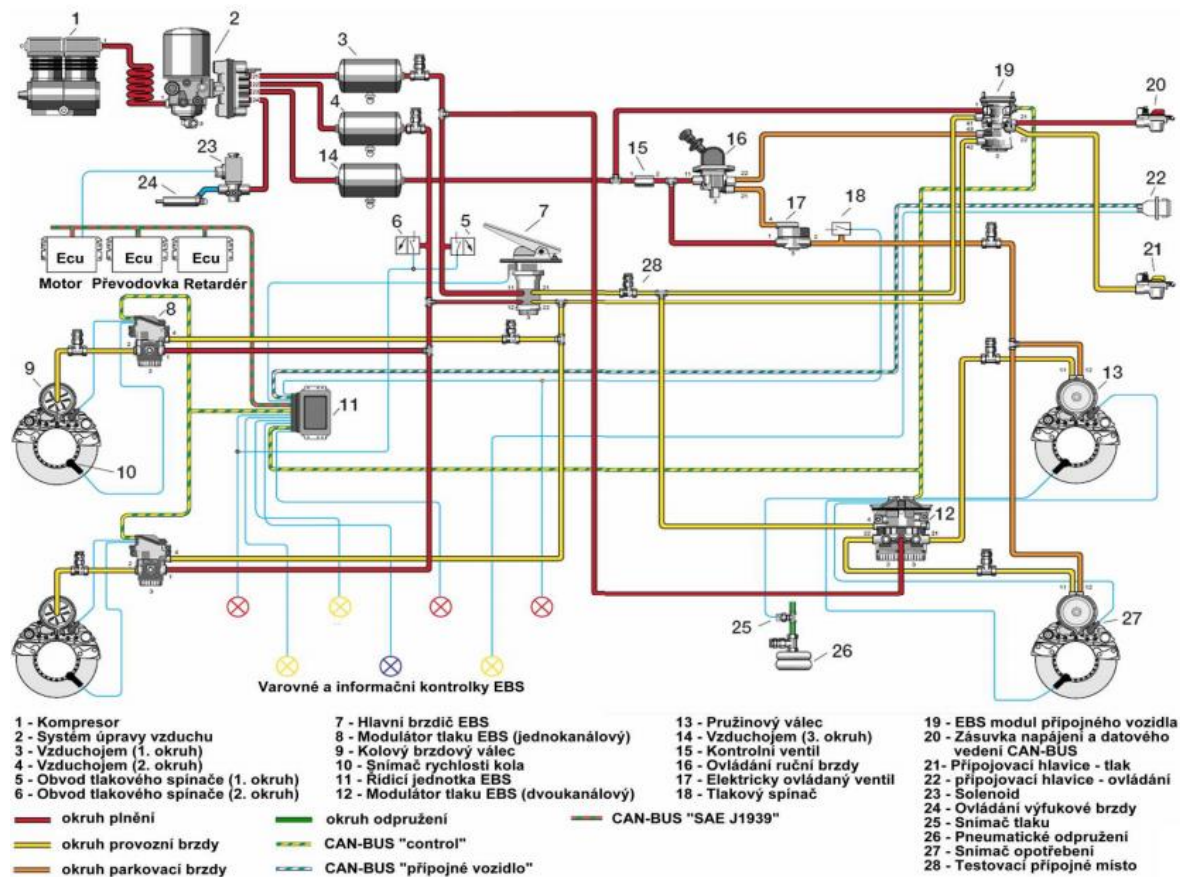 1
2
3
4
14
23
24
6
5
7
15
16
17
18
19
20
22
21
28
Ecu
Ecu
Ecu
Motor Převodovka Retardér
8
9
10
11
12
13
25
26
27
Varovné a informační kontrolky EBS
1 - Kompresor
2 - Systém úpravy vzduchu
3 - Vzduchojem (1. okruh)
4 - Vzduchojem (2. okruh)
5 - Obvod tlakového spínače (1. okruh)
6 - Obvod tlakového spínače (2. okruh)
7 - Hlavní brzdič EBS
8 - Modulátor tlaku EBS (jednokanálový)
9 - Kolový brzdový válec
10 - Snímač rychlosti kola
11 - Řídicí jednotka EBS
12 - Modulátor tlaku EBS (dvoukanálový)
13 - Pružinový válec
14 - Vzduchojem (3. okruh)
15 - Kontrolní ventil
16 - Ovládání ruční brzdy
17 - Elektricky ovládaný ventil
18 - Tlakový spínač
19 - EBS modul přípojného vozidla
20 - Zásuvka napájení a datového
vedení CAN-BUS
21- Přípojovací hlavice - tlak
22 - připojovací hlavice - ovládání
23 - Solenoid
24 - Ovládání výfukové brzdy
25 - Snímač tlaku
26 - Pneumatické odpružení
27 - Snímač opotřebení
28 - Testovací přípojné místo
okruh plnění
okruh provozní brzdy
okruh parkovací brzdy
okruh odpružení
CAN-BUS "control"
CAN-BUS "přípojné vozidlo"
CAN-BUS "SAE J1939"